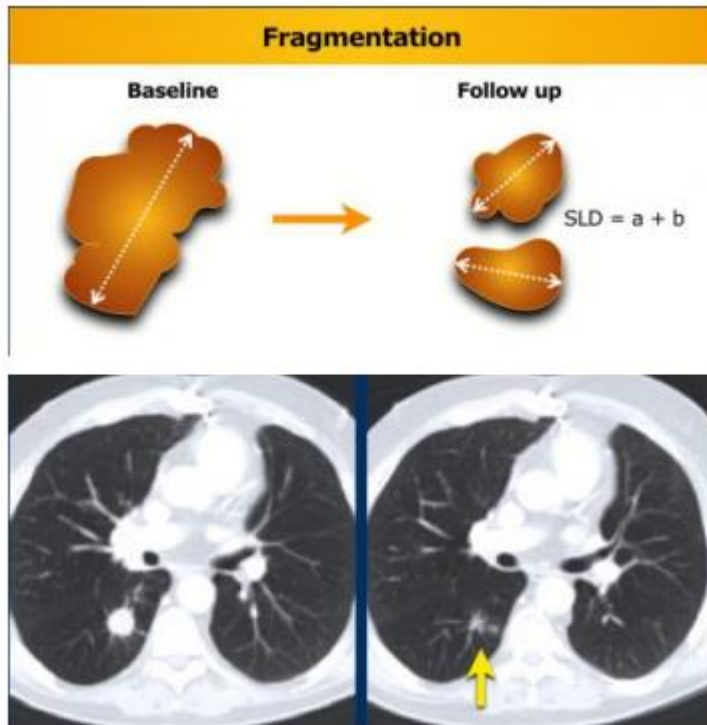 Fragmentation
Baseline
Follow up
SLD = a + b